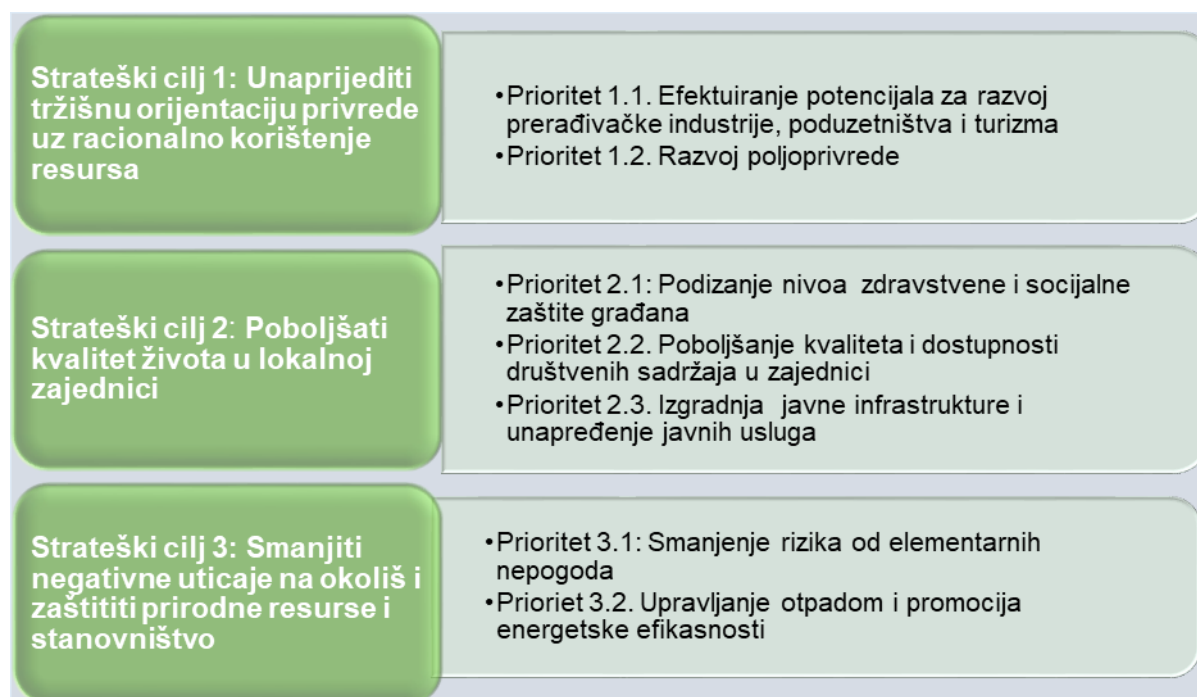 Strateški cilj 1: Unaprijediti
tržišnu orijentaciju privrede
uz racionalno korištenje
resursa
•Prioritet 1.1. Efektuiranje potencijala za razvoj
prerađivačke industrije, poduzetništva i turizma
•Prioritet 1.2. Razvoj poljoprivrede
Strateški cilj 2: Poboljšati
kvalitet života u lokalnoj
zajednici
•Prioritet 2.1: Podizanje nivoa zdravstvene i socijalne
zaštite građana
•Prioritet 2.2. Poboljšanje kvaliteta i dostupnosti
društvenih sadržaja u zajednici
•Prioritet 2.3. Izgradnja javne infrastrukture i
unapređenje javnih usluga
Strateški cilj 3: Smanjiti
negativne uticaje na okoliš i
zaštititi prirodne resurse i
stanovništvo
•Prioritet 3.1: Smanjenje rizika od elementarnih
nepogoda
•Prioriet 3.2. Upravljanje otpadom i promocija
energetske efikasnosti